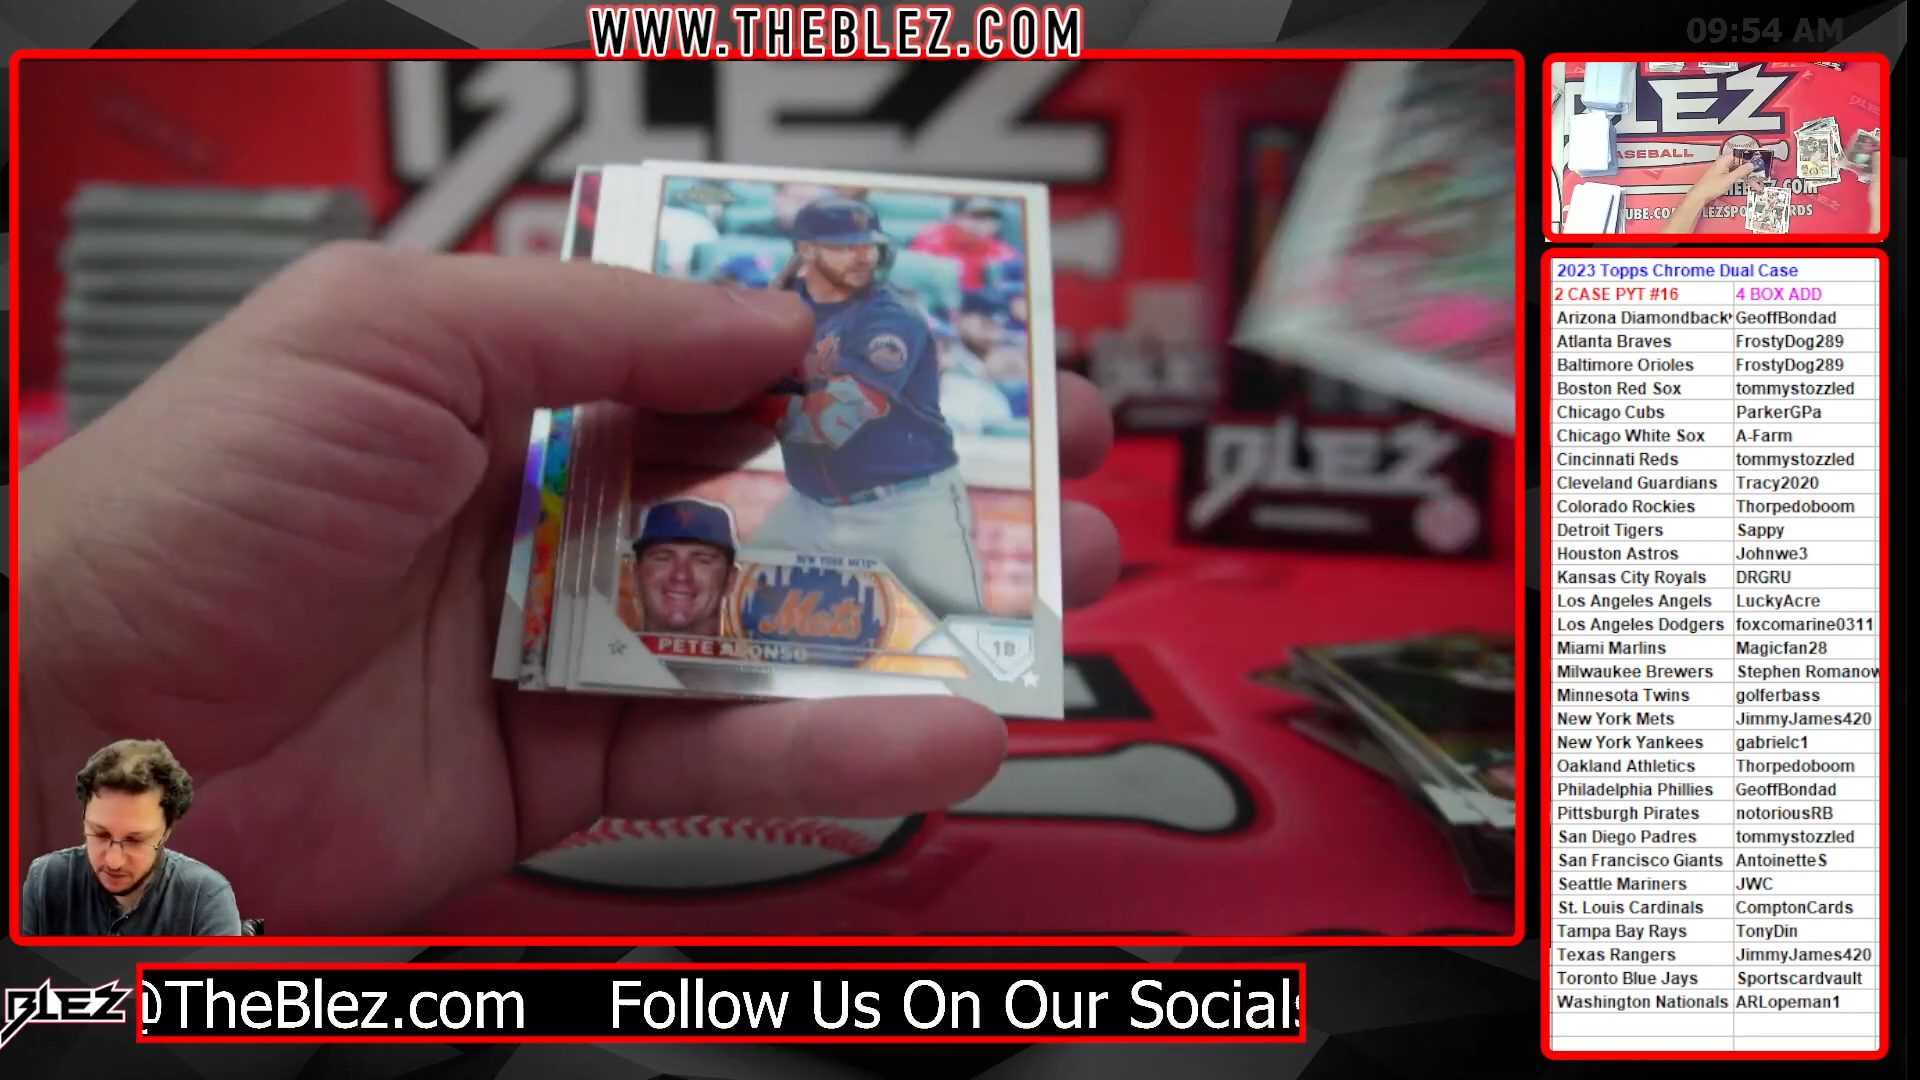 WWW.THEBLEZ.COM
09:54 AM
BLEZ
BLEZ
NEW YORK METS
Mets
PETE ALONSO
1B
BLEZ
ASEBALL
2023 Topps Chrome Dual Case
2 CASE PYT #16 4 BOX ADD
Arizona Diamondback GeoffBondad
Atlanta Braves FrostyDog289
Baltimore Orioles FrostyDog289
Boston Red Sox tommystozzled
Chicago Cubs ParkerGPa
Chicago White Sox A-Farm
Cincinnati Reds tommystozzled
Cleveland Guardians Tracy2020
Colorado Rockies Thorpedoboom
Detroit Tigers Sappy
Houston Astros Johnwe3
Kansas City Royals DRGRU
Los Angeles Angels LuckyAcre
Los Angeles Dodgers foxcomarine0311
Miami Marlins Magicfan28
Milwaukee Brewers Stephen Romanow
Minnesota Twins golferbass
New York Mets JimmyJames420
New York Yankees gabrielc1
Oakland Athletics Thorpedoboom
Philadelphia Phillies GeoffBondad
Pittsburgh Pirates notoriousRB
San Diego Padres tommystozzled
San Francisco Giants AntoinetteS
Seattle Mariners JWC
St. Louis Cardinals ComptonCards
Tampa Bay Rays TonyDin
Texas Rangers JimmyJames420
Toronto Blue Jays Sportscardvault
Washington Nationals ARLopeman1
BLEZ
@TheBlez.com Follow Us On Our Socials